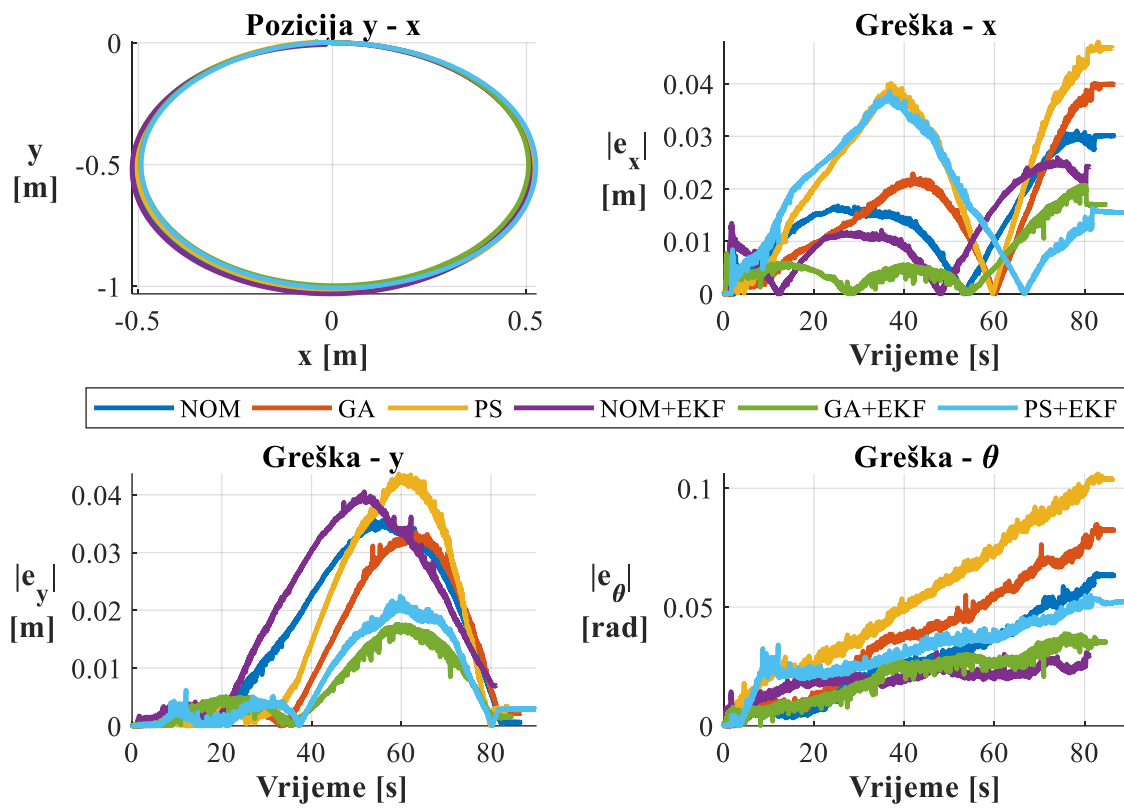 Pozicija y - x
0
-0.5
-1
y
[m]
-0.5
0
0.5
x [m]
Greška - x
0.04
0.03
0.02
0.01
0
|e_x|
[m]
0
20
40
60
80
Vrijeme [s]
NOM GA PS NOM+EKF GA+EKF PS+EKF
Greška - y
0.04
0.03
0.02
0.01
0
|e_y|
[m]
0
20
40
60
80
Vrijeme [s]
Greška - θ
0.1
0.05
0
|e_θ|
[rad]
0
20
40
60
80
Vrijeme [s]